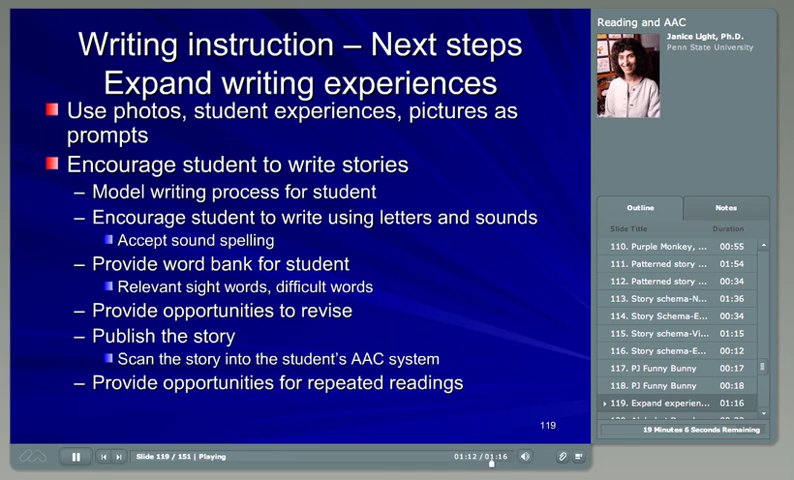 Writing instruction – Next steps
Expand writing experiences
Use photos, student experiences, pictures as
prompts
Encourage student to write stories
– Model writing process for student
– Encourage student to write using letters and sounds
Accept sound spelling
– Provide word bank for student
Relevant sight words, difficult words
– Provide opportunities to revise
– Publish the story
Scan the story into the student's AAC system
– Provide opportunities for repeated readings
119
Slide 119 / 151 | Playing
01:12 / 01:16
Reading and AAC
Janice Light, Ph.D.
Penn State University
Outline Notes
Slide Title Duration
110. Purple Monkey, ... 00:55
111. Patterned story ... 01:54
112. Patterned story ... 00:34
113. Story schema-N... 01:36
114. Story Schema-E... 00:34
115. Story schema-Vi... 01:15
116. Story schema-E... 00:12
117. PJ Funny Bunny 00:17
118. PJ Funny Bunny 00:18
119. Expand experien... 01:16
19 Minutes 6 Seconds Remaining